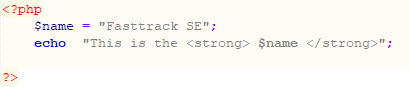 <?php
$name = "Fasttrack SE";
echo "This is the <strong> $name </strong>";
?>